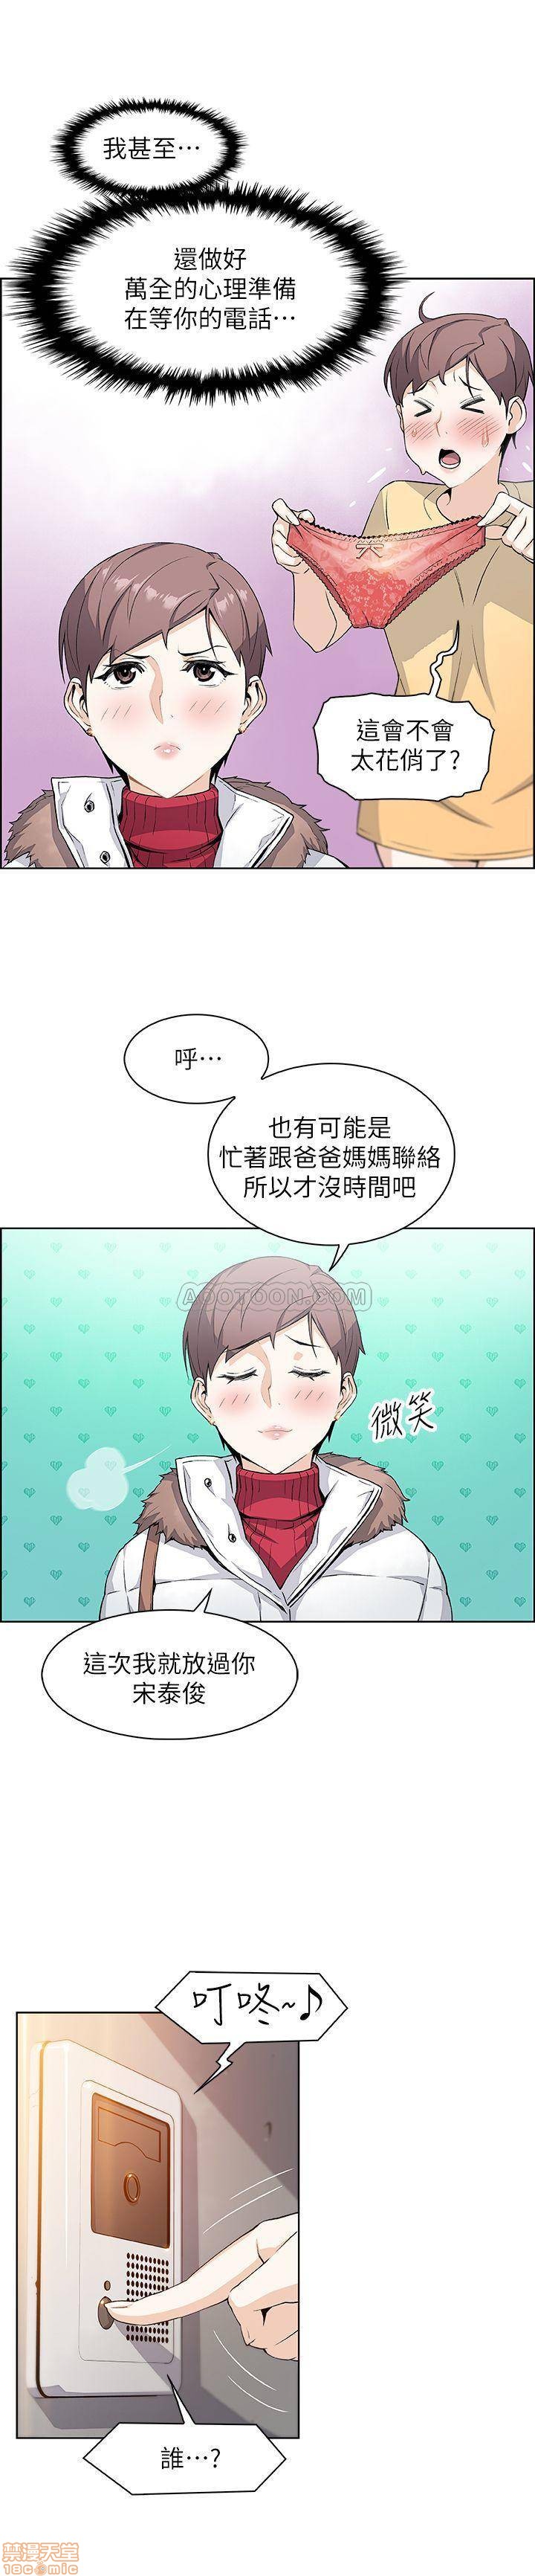 我甚至…
還做好
萬全的心理準備
在等你的電話…
這會不會
太花俏了?
呼…
也有可能是
忙著跟爸爸媽媽聯絡
所以才沒時間吧
ADOTOON.COM
微笑
這次我就放過你
宋泰俊
叮咚~♪
誰…?
禁漫天堂
18comic